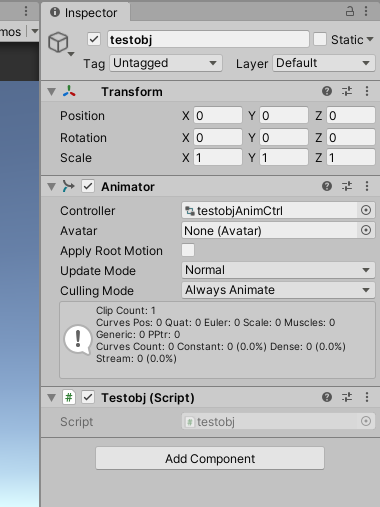 Inspector
mos
testobj
Static
Tag Untagged Layer Default
Transform
Position X 0 Y 0 Z 0
Rotation X 0 Y 0 Z 0
Scale X 1 Y 1 Z 1
Animator
Controller testobjAnimCtrl
Avatar None (Avatar)
Apply Root Motion
Update Mode Normal
Culling Mode Always Animate
Clip Count: 1
Curves Pos: 0 Quat: 0 Euler: 0 Scale: 0 Muscles: 0
Generic: 0 PPtr: 0
Curves Count: 0 Constant: 0 (0.0%) Dense: 0 (0.0%)
Stream: 0 (0.0%)
# Testobj (Script)
Script # testobj
Add Component